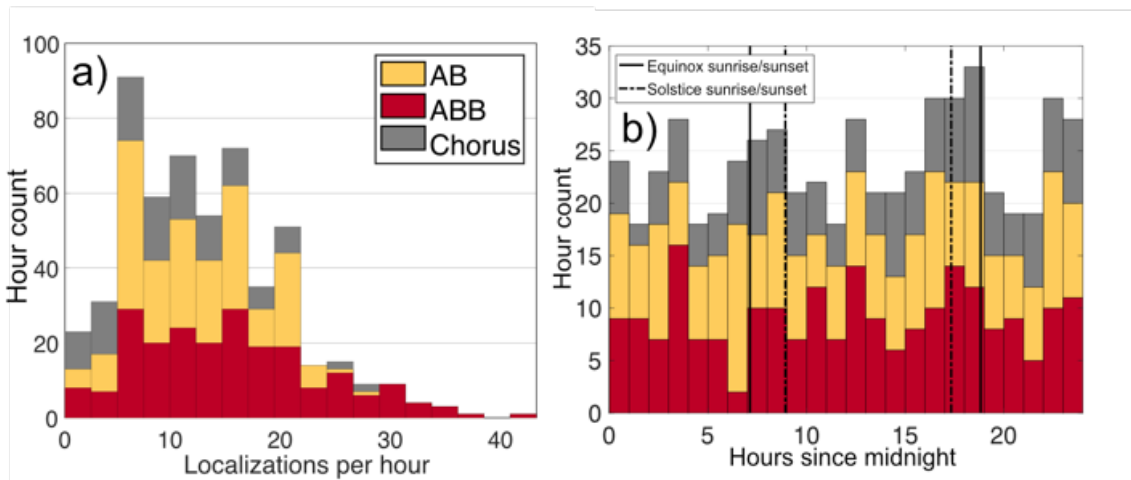 a)
AB
ABB
Chorus
100
80
60
40
20
0
Hour count
0 10 20 30 40
Localizations per hour
b)
Equinox sunrise/sunset
Solstice sunrise/sunset
35
30
25
20
15
10
5
0
Hour count
0 5 10 15 20
Hours since midnight